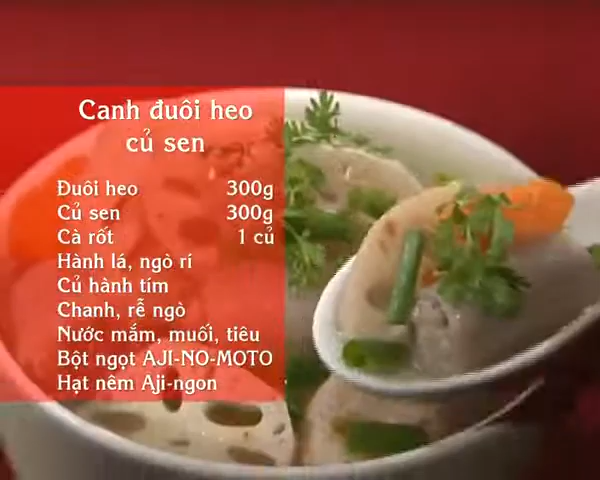 Canh đuôi heo
củ sen
Đuôi heo 300g
Củ sen 300g
Cà rốt 1 củ
Hành lá, ngò rí
Củ hành tím
Chanh, rễ ngò
Nước mắm, muối, tiêu
Bột ngọt AJI-NO-MOTO
Hạt nêm Aji-ngon